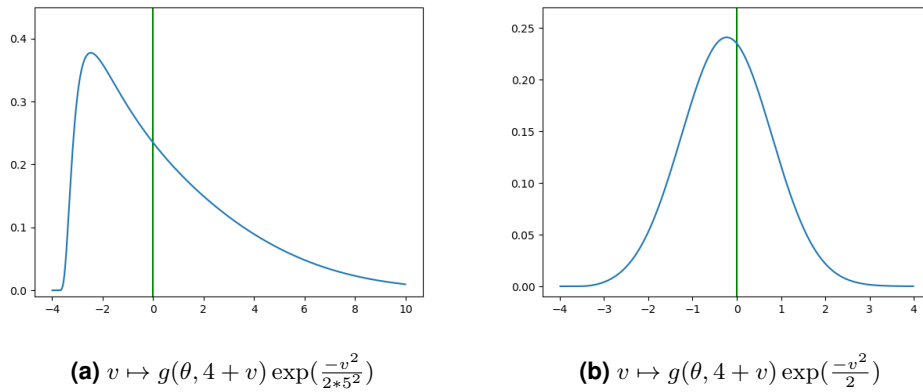 0.4
0.3
0.2
0.1
0.0
−4 −2 0 2 4 6 8 10
0.25
0.20
0.15
0.10
0.05
0.00
−4 −3 −2 −1 0 1 2 3 4
(a) v ↦ g(θ, 4 + v) exp(−v²/2∗5²)
(b) v ↦ g(θ, 4 + v) exp(−v²/2)